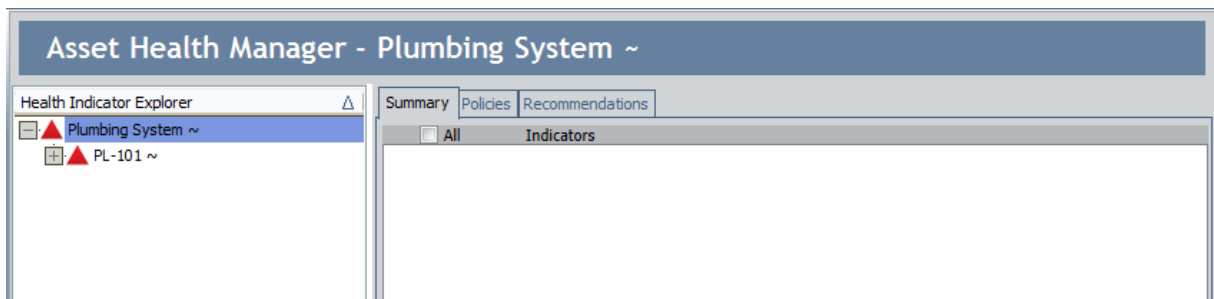 Asset Health Manager - Plumbing System ~
Health Indicator Explorer
Plumbing System ~
PL-101 ~
Summary Policies Recommendations
All Indicators